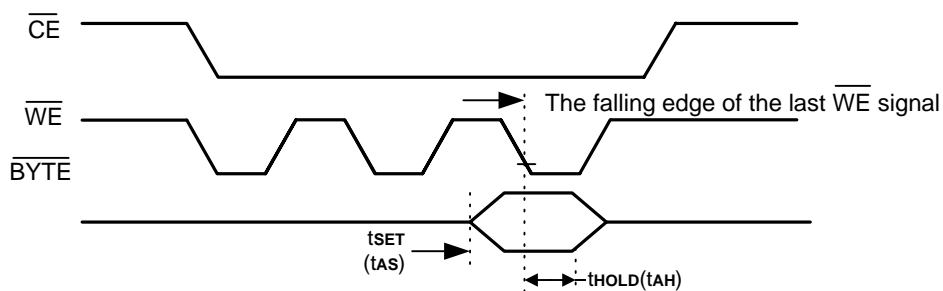 CE
The falling edge of the last WE signal
WE
BYTE
tSET
(tAS)
tHOLD(tAH)